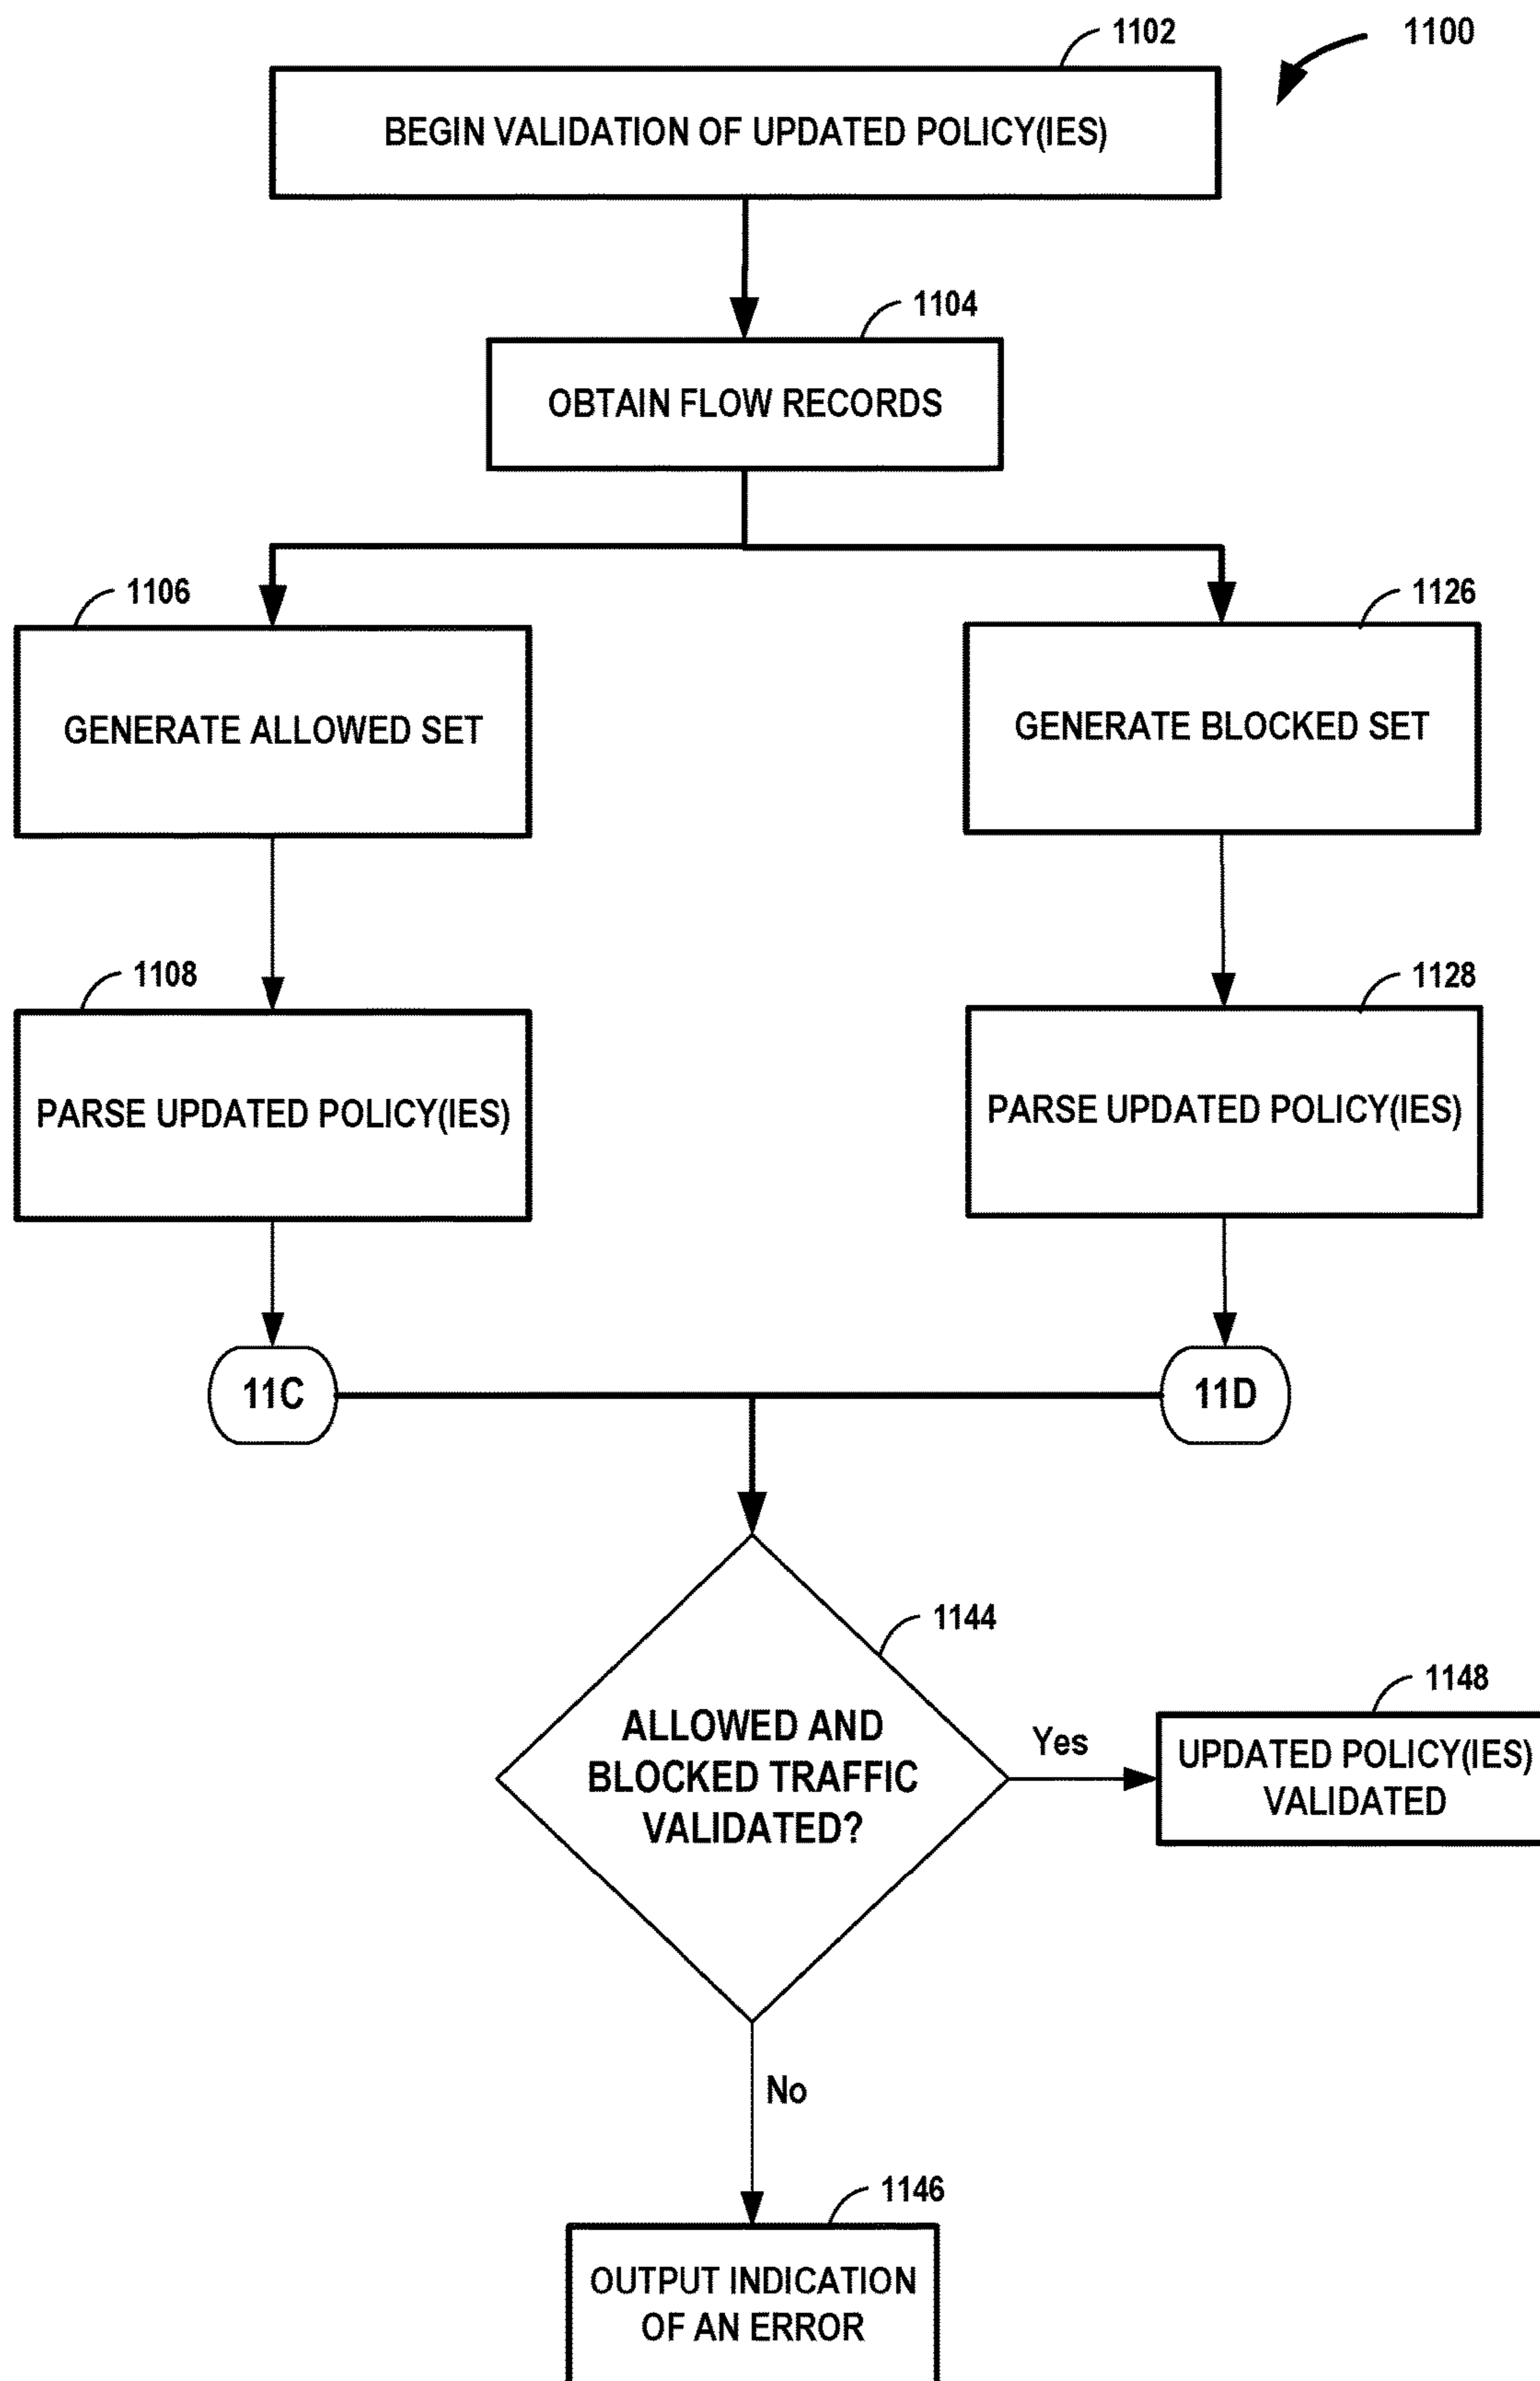 1102
1100
BEGIN VALIDATION OF UPDATED POLICY(IES)
1104
OBTAIN FLOW RECORDS
1106
1126
GENERATE ALLOWED SET
GENERATE BLOCKED SET
1108
1128
PARSE UPDATED POLICY(IES)
PARSE UPDATED POLICY(IES)
11C
11D
1144
ALLOWED AND
BLOCKED TRAFFIC
VALIDATED?
Yes
1148
UPDATED POLICY(IES)
VALIDATED
No
1146
OUTPUT INDICATION
OF AN ERROR